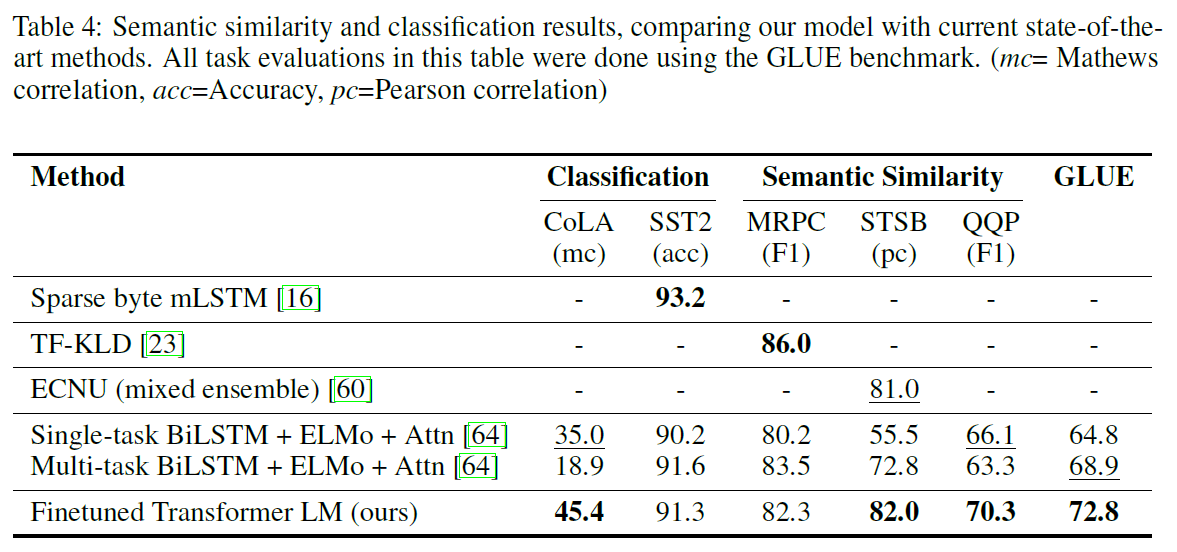 Table 4: Semantic similarity and classification results, comparing our model with current state-of-the-
art methods. All task evaluations in this table were done using the GLUE benchmark. (mc= Mathews
correlation, acc=Accuracy, pc=Pearson correlation)
Method Classification Semantic Similarity GLUE
CoLA SST2 MRPC STSB QQP
(mc) (acc) (F1) (pc) (F1)
Sparse byte mLSTM [16] - 93.2 - - - -
TF-KLD [23] - - 86.0 - - -
ECNU (mixed ensemble) [60] - - - 81.0 - -
Single-task BiLSTM + ELMo + Attn [64] 35.0 90.2 80.2 55.5 66.1 64.8
Multi-task BiLSTM + ELMo + Attn [64] 18.9 91.6 83.5 72.8 63.3 68.9
Finetuned Transformer LM (ours) 45.4 91.3 82.3 82.0 70.3 72.8